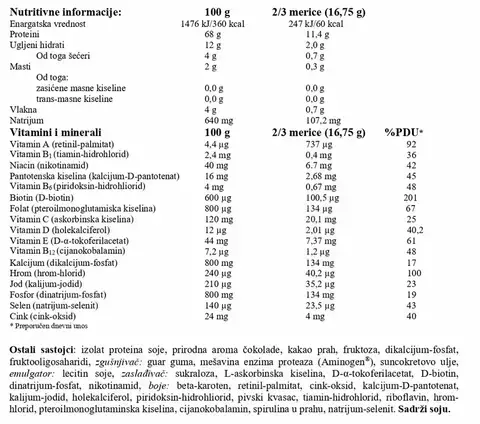 Nutritivne informacije: 100 g 2/3 merice (16,75 g)
Energatska vrednost 1476 kJ/360 kcal 247 kJ/60 kcal
Proteini 68 g 11,4 g
Ugljeni hidrati 12 g 2,0 g
Od toga šećeri 4 g 0,7 g
Masti 2 g 0,3 g
Od toga:
zasićene masne kiseline 0,0 g 0,0 g
trans-masne kiseline 0,0 g 0,0 g
Vlakna 4 g 0,7 g
Natrijum 640 mg 107,2 mg
Vitamini i minerali 100 g 2/3 merice (16,75 g) %PDU*
Vitamin A (retinil-palmitat) 4,4 µg 737 µg 92
Vitamin B1 (tiamin-hidrohlorid) 2,4 mg 0,4 mg 36
Niacin (nikotinamid) 40 mg 6.7 mg 42
Pantotenska kiselina (kalcijum-D-pantotenat) 16 mg 2,68 mg 45
Vitamin B6 (piridoksin-hidrohliorid) 4 mg 0,67 mg 48
Biotin (D-biotin) 600 µg 100,5 mg 201
Folat (pteroilmonoglutamiska kiselina) 800 µg 134 µg 67
Vitamin C (askorbinska kiselina) 120 mg 20,1 mg 25
Vitamin D (holekalciferol) 12 µg 2,01 µg 40,2
Vitamin E (D-α-tokoferilacetat) 44 mg 7,37 mg 61
Vitamin B12 (cijanokobalamin) 7,2 µg 1,2 µg 48
Kalcijum (dikalcijum-fosfat) 800 mg 134 mg 17
Hrom (hrom-hlorid) 240 µg 40,2 µg 100
Jod (kalijum-jodid) 210 µg 35,2 µg 23
Fosfor (dinatrijum-fosfat) 800 mg 134 mg 19
Selen (natrijum-selenit) 140 µg 23,5 µg 43
Cink (cink-oksid) 24 mg 4 mg 40
* Preporučen dnevni unos
Ostali sastojci: izolat proteina soje, prirodna aroma čokolade, kakao prah, fruktoza, dikalcijum-fosfat,
fruktooligosaharidi, zgušnjivač: guar guma, mešavina enzima proteaza (Aminogen®), suncokretovo ulje,
emulgator: lecitin soje, zaslađivač: sukraloza, L-askorbinska kiselina, D-α-tokoferilacetat, D-biotin,
dinatrijum-fosfat, nikotinamid, boje: beta-karoten, retinil-palmitat, cink-oksid, kalcijum-D-pantotenat,
kalijum-jodid, holekalciferol, piridoksin-hidrohliorid, pivski kvasac, tiamin-hidrohlorid, riboflavin, hrom-
hlorid, pteroilmonoglutaminska kiselina, cijanokobalamin, spirulina u prahu, natrijum-selenit. Sadrži soju.